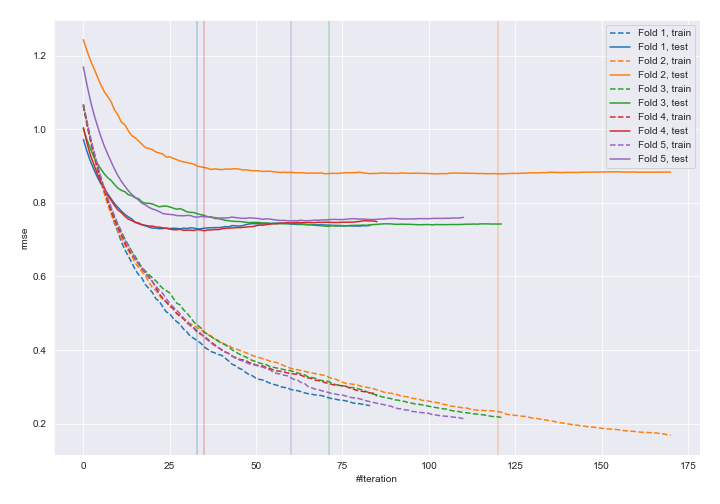 1.2
1.0
0.8
0.6
0.4
0.2
rmse
0 25 50 75 100 125 150 175
#Iteration
Fold 1, train
Fold 1, test
Fold 2, train
Fold 2, test
Fold 3, train
Fold 3, test
Fold 4, train
Fold 4, test
Fold 5, train
Fold 5, test